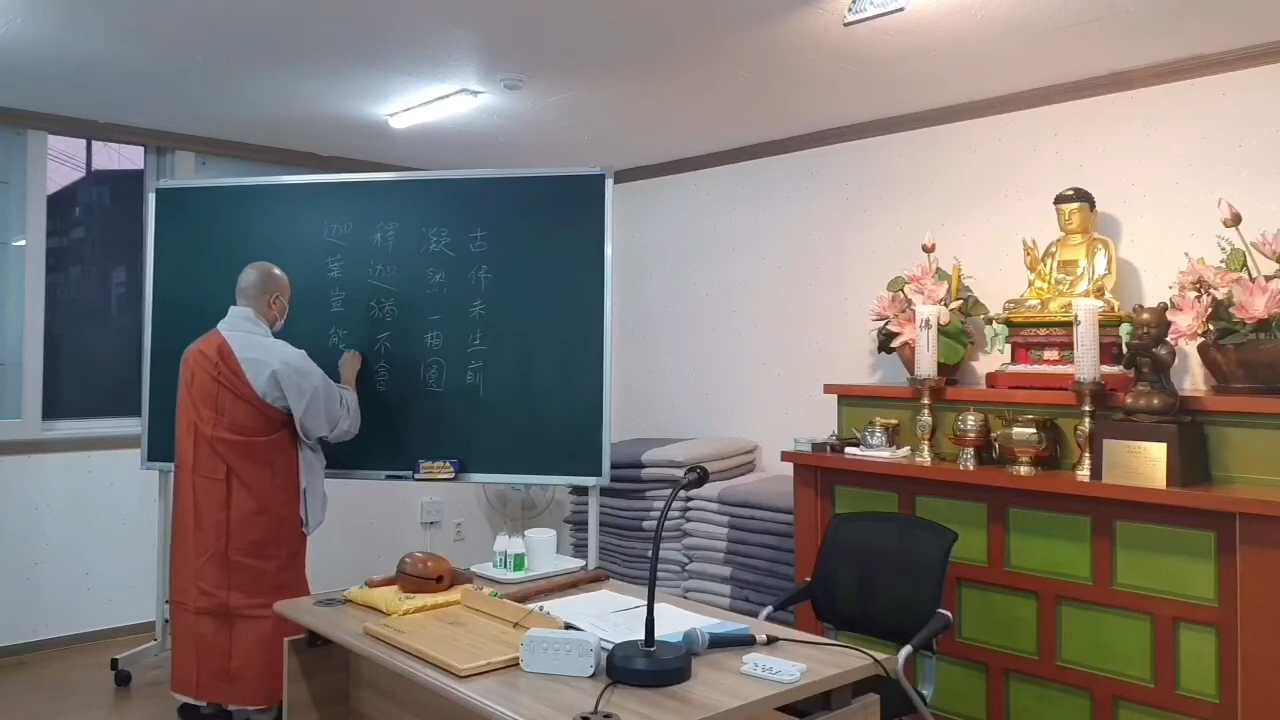 古佛未生前
凝然一相圓
釋迦猶不會
迦葉豈能
佛